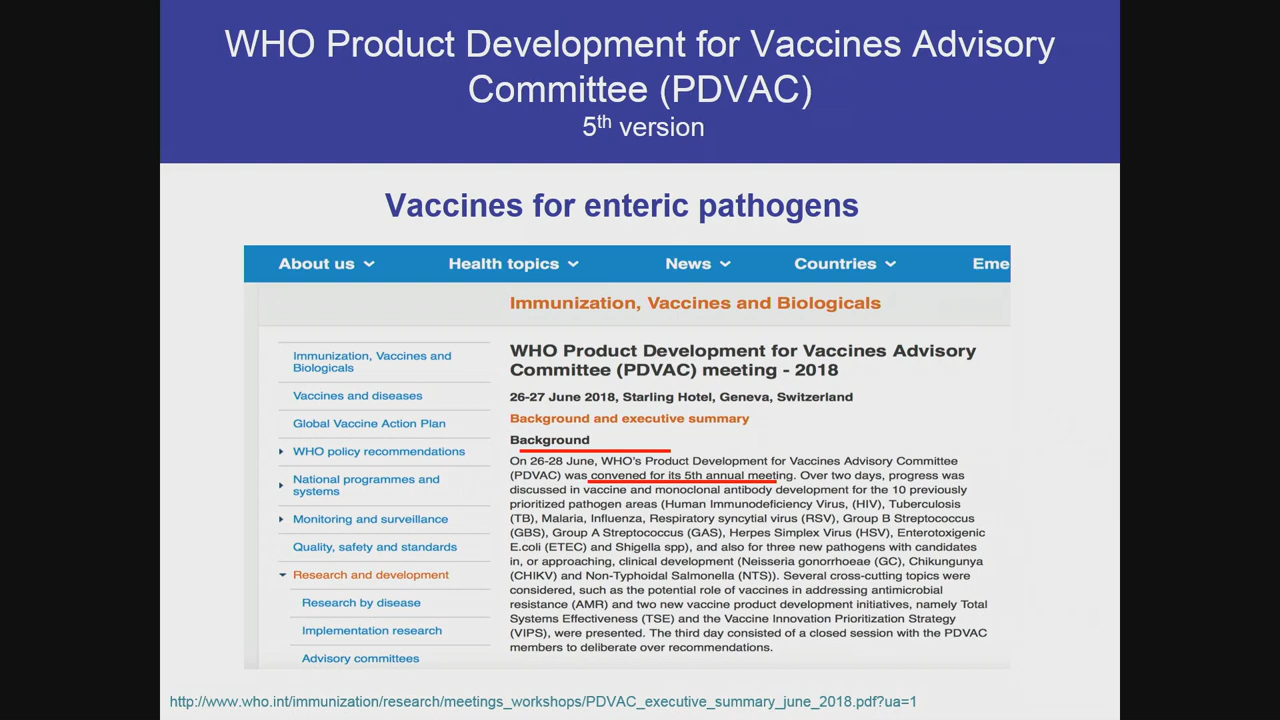 WHO Product Development for Vaccines Advisory
Committee (PDVAC)
5th version
Vaccines for enteric pathogens
About us
Health topics
News
Countries
Eme
Immunization, Vaccines and Biologicals
Immunization, Vaccines and
Biologicals
Vaccines and diseases
Global Vaccine Action Plan
WHO policy recommendations
National programmes and
systems
Monitoring and surveillance
Quality, safety and standards
Research and development
Research by disease
Implementation research
Advisory committees
WHO Product Development for Vaccines Advisory
Committee (PDVAC) meeting - 2018
26-27 June 2018, Starling Hotel, Geneva, Switzerland
Background and executive summary
Background
On 26-28 June, WHO's Product Development for Vaccines Advisory Committee
(PDVAC) was convened for its 5th annual meeting. Over two days, progress was
discussed in vaccine and monoclonal antibody development for the 10 previously
prioritized pathogen areas (Human Immunodeficiency Virus, (HIV), Tuberculosis
(TB), Malaria, Influenza, Respiratory syncytial virus (RSV), Group B Streptococcus
(GBS), Group A Streptococcus (GAS), Herpes Simplex Virus (HSV), Enterotoxigenic
E.coli (ETEC) and Shigella spp), and also for three new pathogens with candidates
in, or approaching, clinical development (Neisseria gonorrhoeae (GC), Chikungunya
(CHIKV) and Non-Typhoidal Salmonella (NTS)). Several cross-cutting topics were
considered, such as the potential role of vaccines in addressing antimicrobial
resistance (AMR) and two new vaccine product development initiatives, namely Total
Systems Effectiveness (TSE) and the Vaccine Innovation Prioritization Strategy
(VIPS), were presented. The third day consisted of a closed session with the PDVAC
members to deliberate over recommendations.
http://www.who.int/immunization/research/meetings_workshops/PDVAC_executive_summary_june_2018.pdf?ua=1